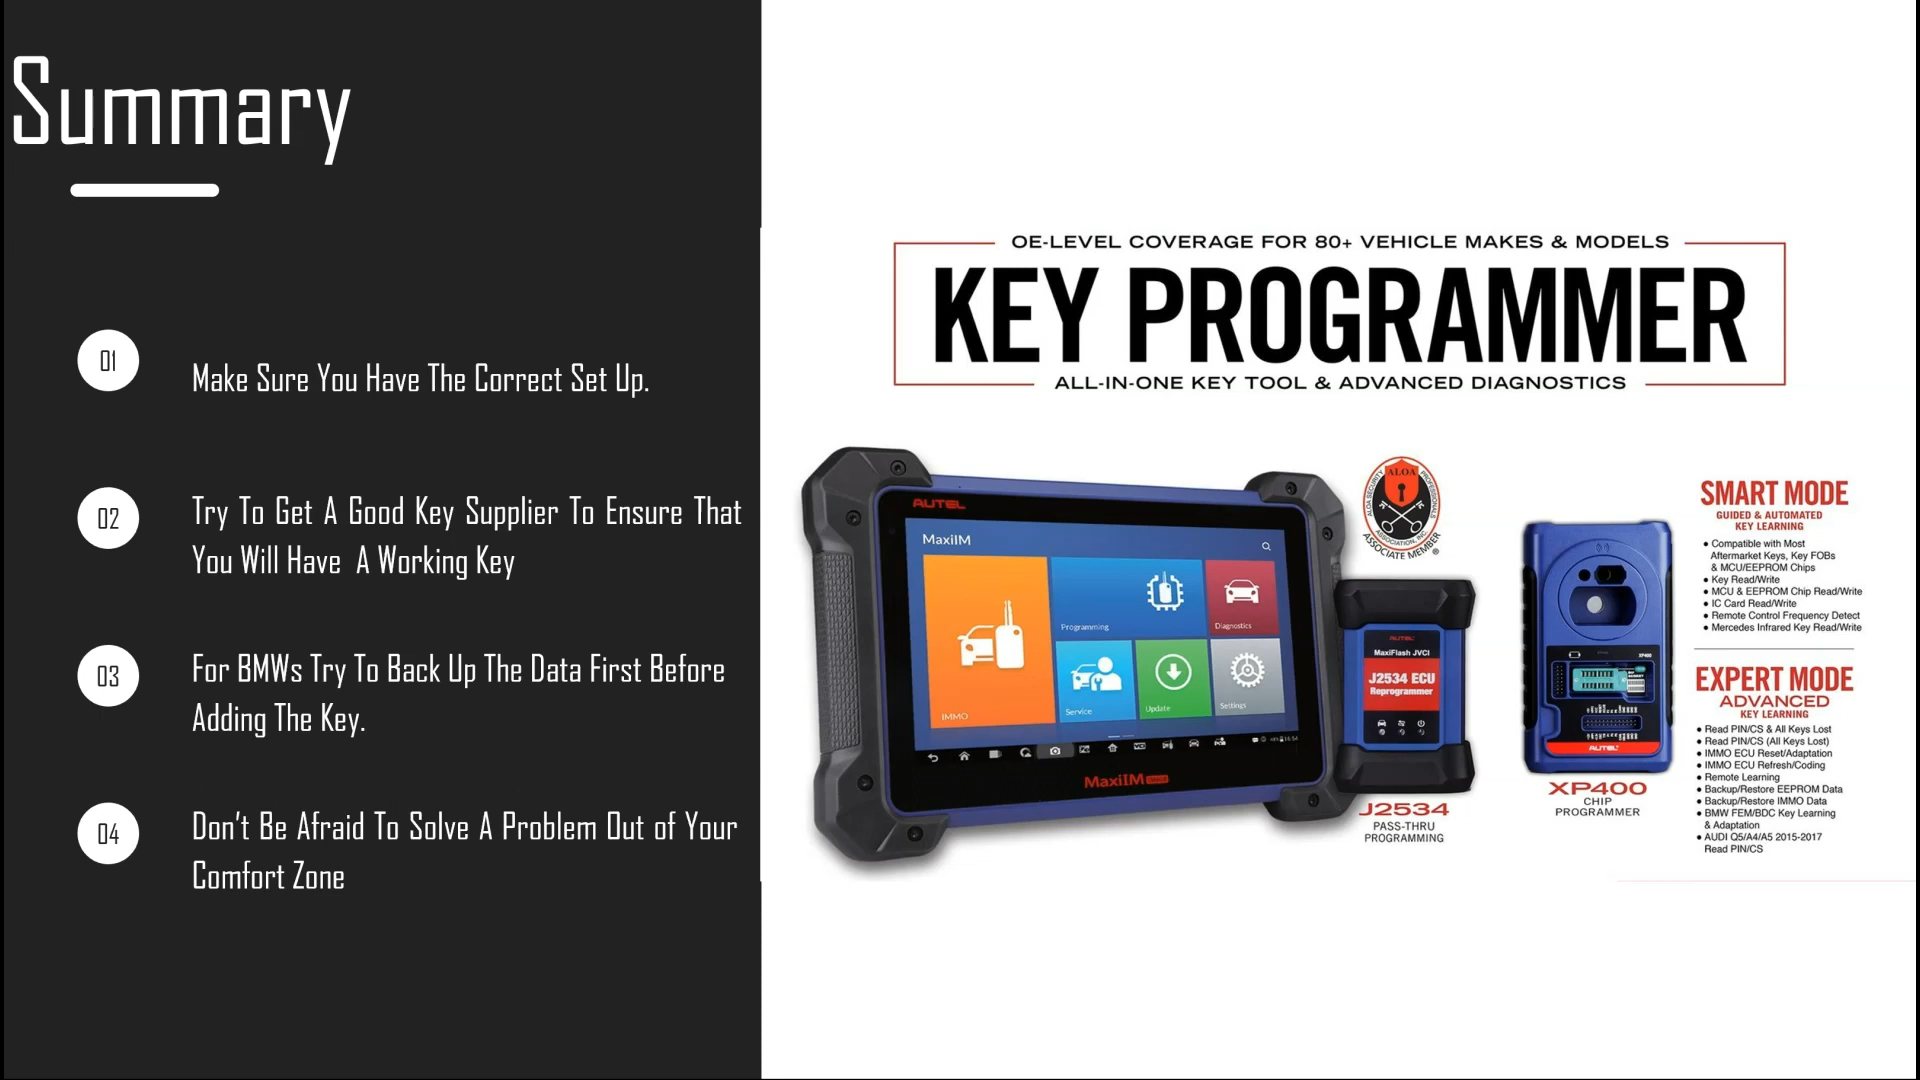 Summary
01
Make Sure You Have The Correct Set Up.
02
Try To Get A Good Key Supplier To Ensure That
You Will Have A Working Key
03
For BMWs Try To Back Up The Data First Before
Adding The Key.
04
Don't Be Afraid To Solve A Problem Out of Your
Comfort Zone
OE-LEVEL COVERAGE FOR 80+ VEHICLE MAKES & MODELS
KEY PROGRAMMER
ALL-IN-ONE KEY TOOL & ADVANCED DIAGNOSTICS
AUTEL
MaxiIM
Programming
Diagnostics
IMMO
Service
Update
Settings
MaxiIM
ALOA
ALOA SECURITY PROFESSIONALS
ASSOCIATION, INC.
ASSOCIATE MEMBER
®
AUTEL
MaxiFlash JVCI
J2534 ECU
Reprogrammer
J2534
PASS-THRU
PROGRAMMING
XP400
AUTEL
XP400
CHIP
PROGRAMMER
SMART MODE
GUIDED & AUTOMATED
KEY LEARNING
• Compatible with Most
Aftermarket Keys, Key FOBs
& MCU/EEPROM Chips
• Key Read/Write
• MCU & EEPROM Chip Read/Write
• IC Card Read/Write
• Remote Control Frequency Detect
• Mercedes Infrared Key Read/Write
EXPERT MODE
ADVANCED
KEY LEARNING
• Read PIN/CS & All Keys Lost
• Read PIN/CS (All Keys Lost)
• IMMO ECU Reset/Adaptation
• IMMO ECU Refresh/Coding
• Remote Learning
• Backup/Restore EEPROM Data
• Backup/Restore IMMO Data
• BMW FEM/BDC Key Learning
& Adaptation
• AUDI Q5/A4/A5 2015-2017
Read PIN/CS